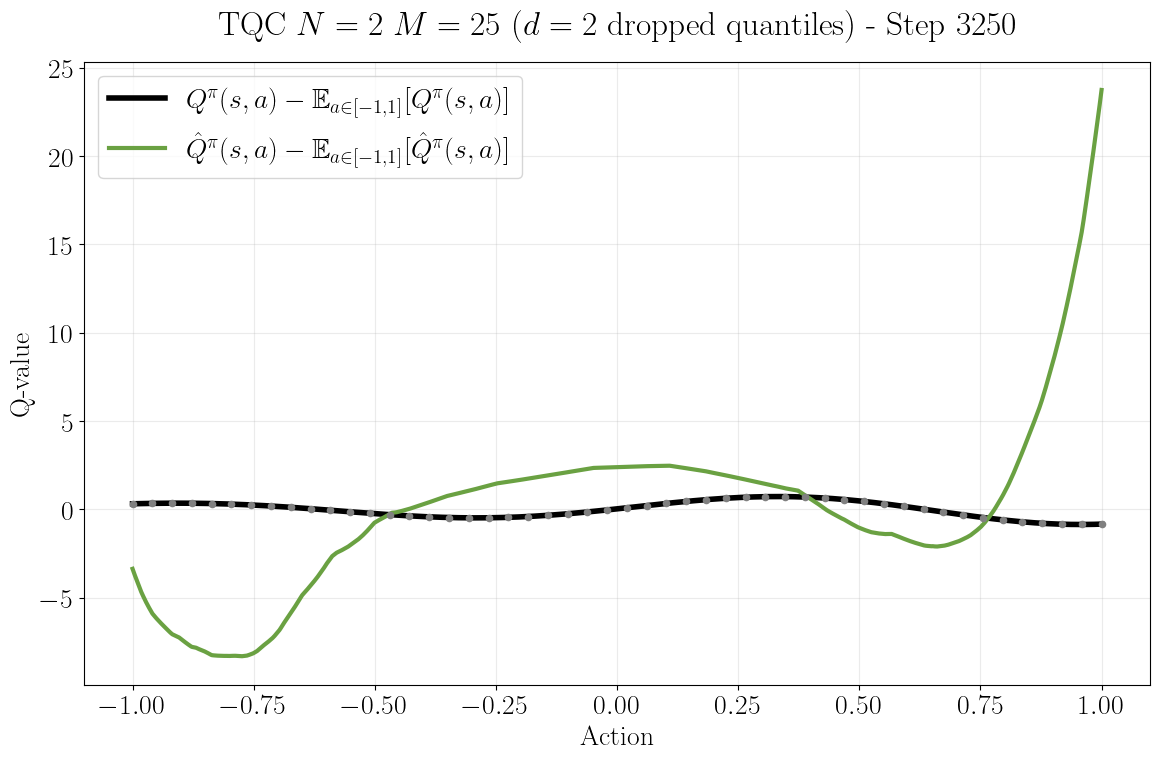 TQC N = 2 M = 25 (d = 2 dropped quantiles) - Step 3250
Q^π(s, a) − 𝔼_{a∈[−1,1]}[Q^π(s, a)]
Q̂^π(s, a) − 𝔼_{a∈[−1,1]}[Q̂^π(s, a)]
25
20
15
10
5
0
−5
Q-value
−1.00 −0.75 −0.50 −0.25 0.00 0.25 0.50 0.75 1.00
Action